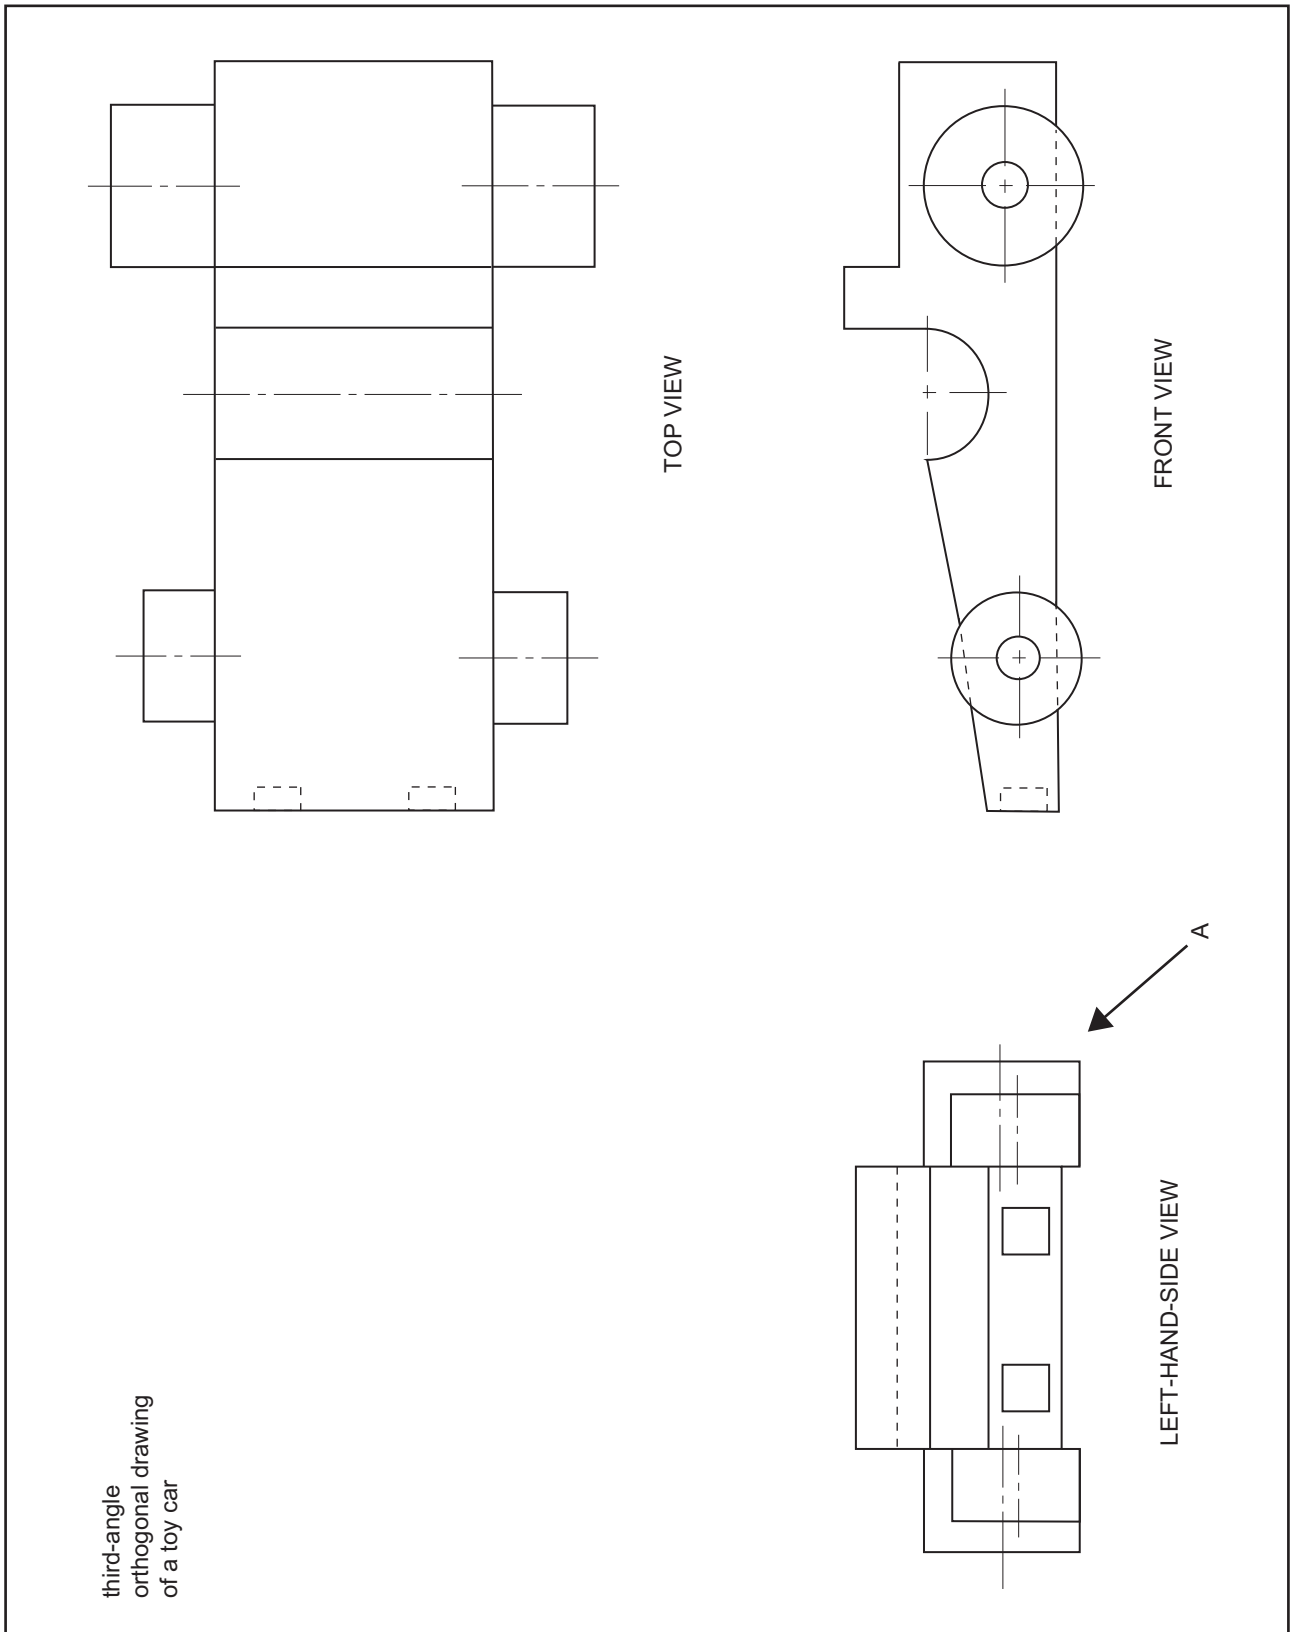 third-angle
orthogonal drawing
of a toy car
TOP VIEW
FRONT VIEW
LEFT-HAND-SIDE VIEW
A